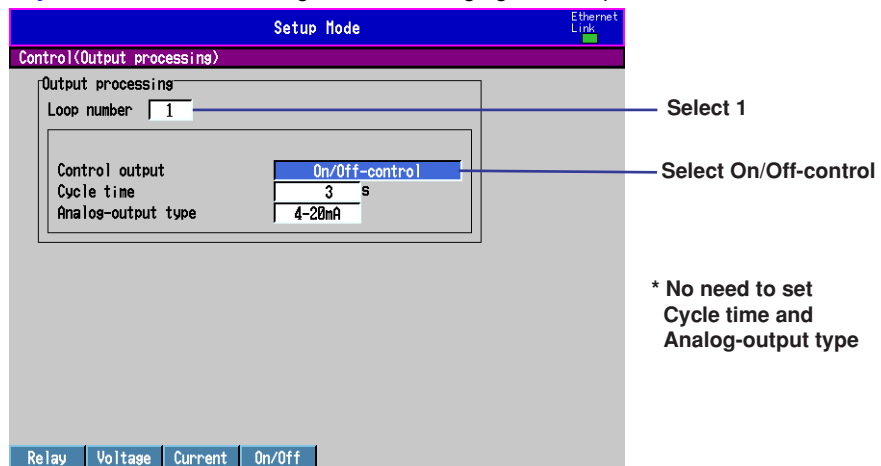 Setup Mode
Ethernet
Link
Control(Output processing)
Output processing
Loop number 1
Select 1
Control output On/Off-control
Select On/Off-control
Cycle time 3 s
Analog-output type 4-20mA
* No need to set
Cycle time and
Analog-output type
Relay Voltage Current On/Off